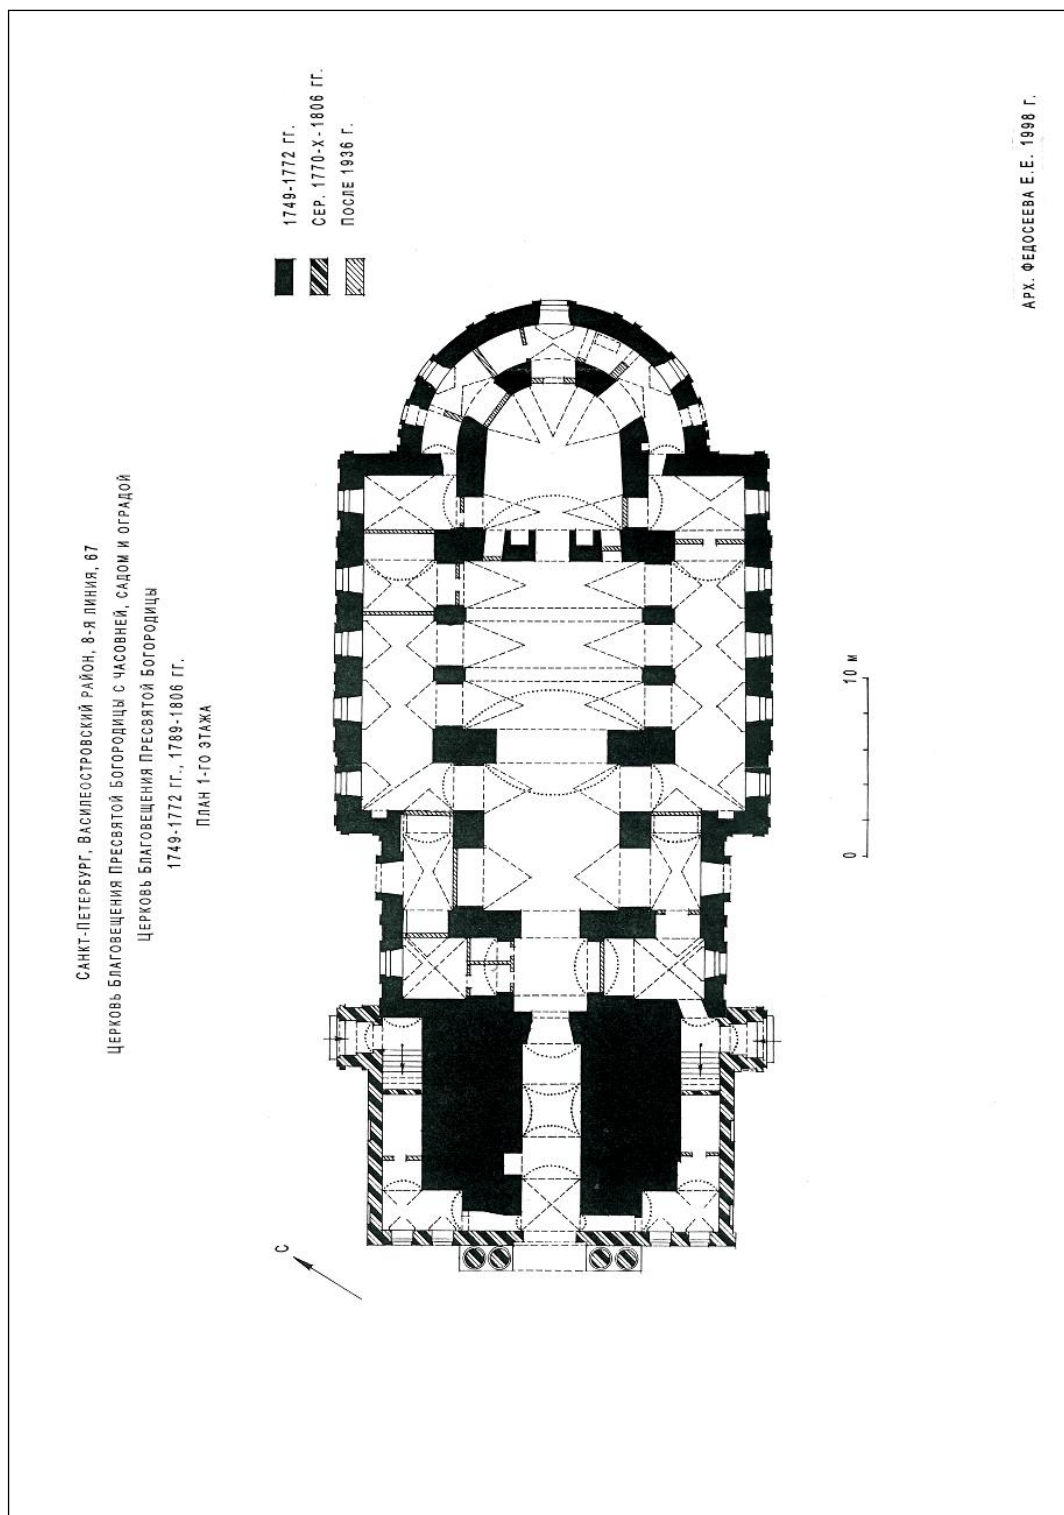 САНКТ-ПЕТЕРБУРГ, ВАСИЛЕОСТРОВСКИЙ РАЙОН, 8-Я ЛИНИЯ, 67
ЦЕРКОВЬ БЛАГОВЕЩЕНИЯ ПРЕСВЯТОЙ БОГОРОДИЦЫ С ЧАСОВНЕЙ, САДОМ И ОГРАДОЙ
ЦЕРКОВЬ БЛАГОВЕЩЕНИЯ ПРЕСВЯТОЙ БОГОРОДИЦЫ
1749-1772 ГГ., 1789-1806 ГГ.
ПЛАН 1-ГО ЭТАЖА
1749-1772 ГГ.
СЕР. 1770-Х-1806 ГГ.
ПОСЛЕ 1936 Г.
С
0 10 М
АРХ. ФЕДОСЕЕВА Е.Е. 1998 Г.